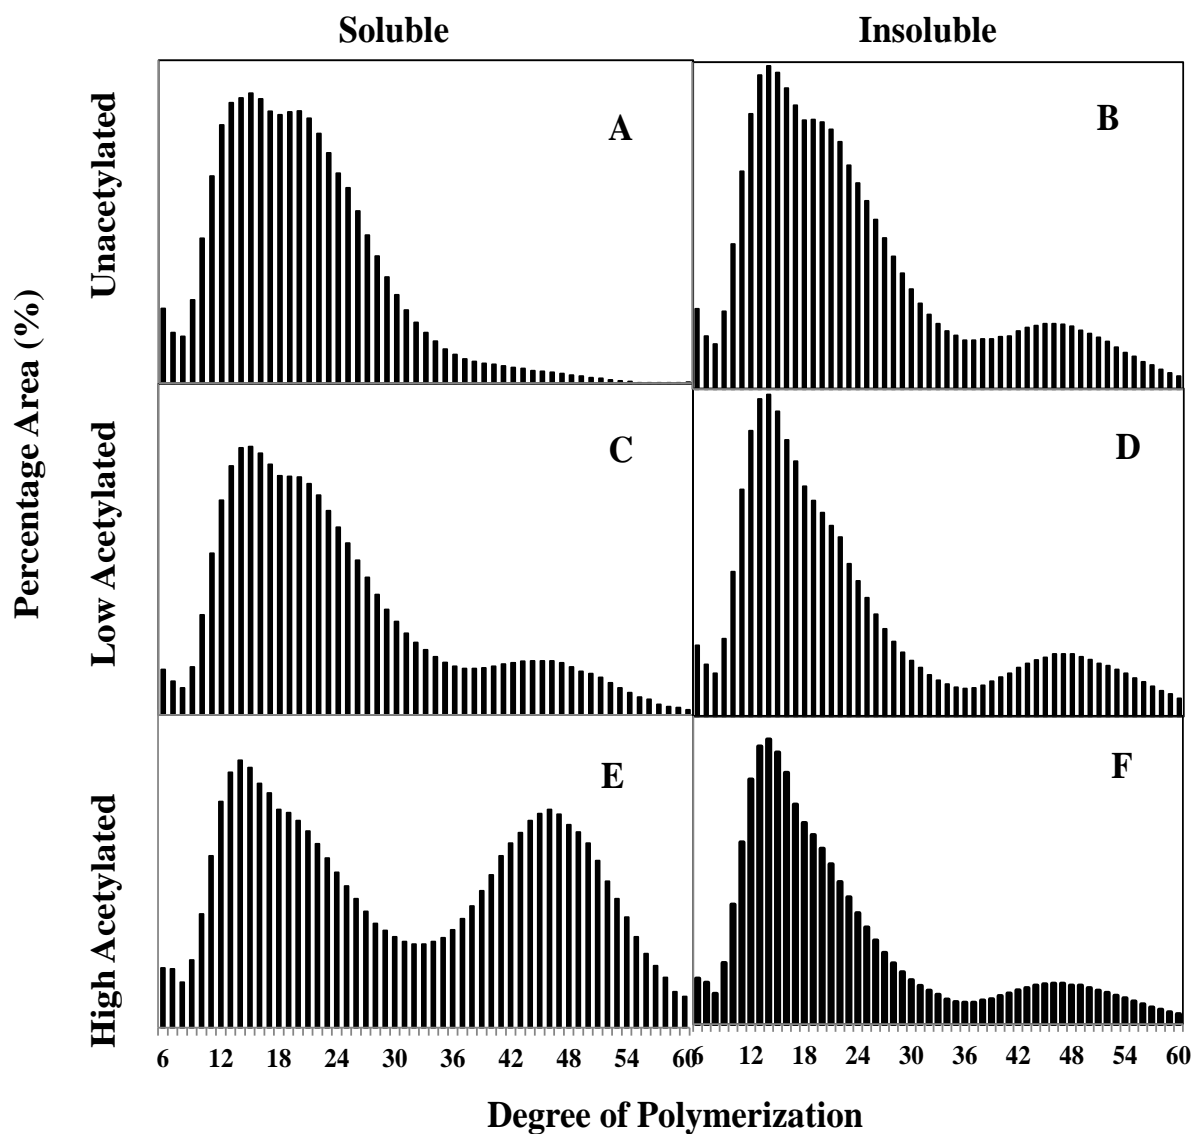 Soluble
Insoluble
Unacetylated
Low Acetylated
High Acetylated
Percentage Area (%)
A
B
C
D
E
F
6 12 18 24 30 36 42 48 54 60
6 12 18 24 30 36 42 48 54 60
Degree of Polymerization